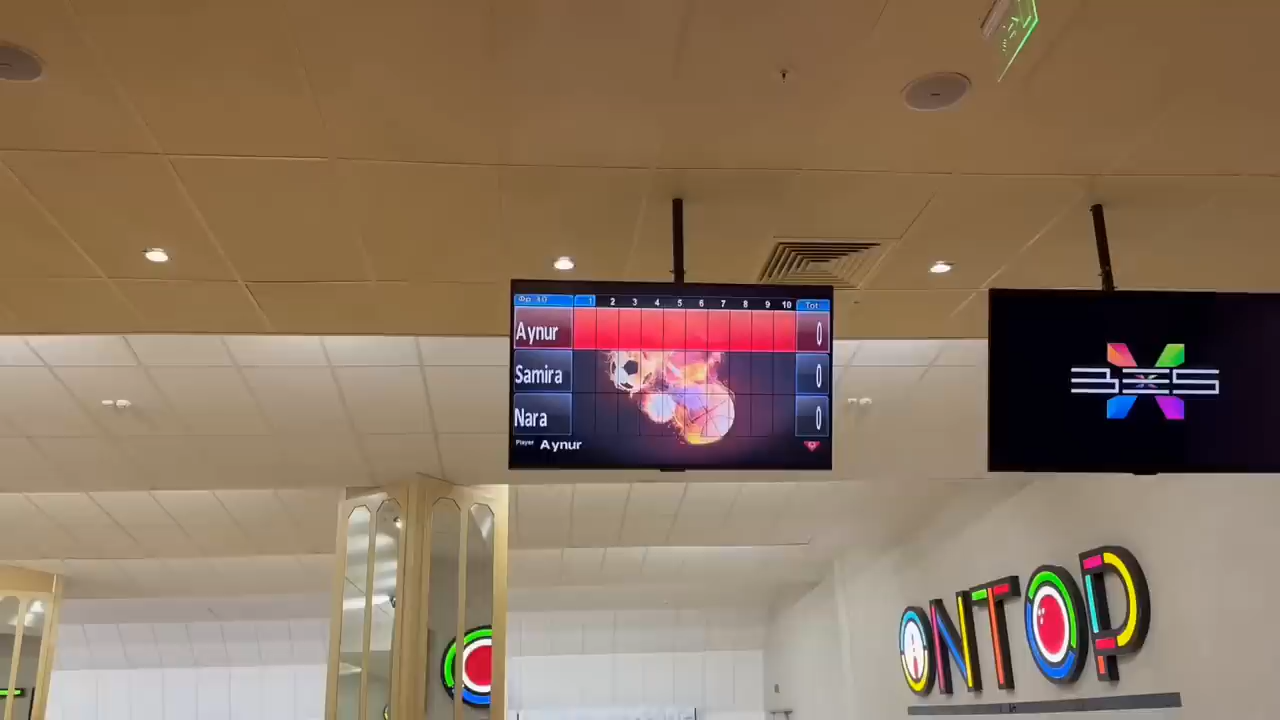 1 2 3 4 5 6 7 8 9 10 Tot
Aynur 0
Samira 0
Nara 0
Player Aynur
BES
ONTOP